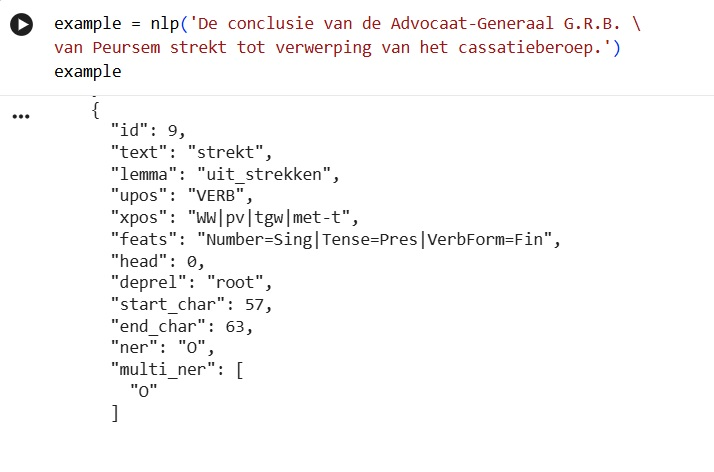 example = nlp('De conclusie van de Advocaat-Generaal G.R.B. \
van Peursem strekt tot verwerping van het cassatieberoep.')
example
{
"id": 9,
"text": "strekt",
"lemma": "uit_strekken",
"upos": "VERB",
"xpos": "WW|pv|tgw|met-t",
"feats": "Number=Sing|Tense=Pres|VerbForm=Fin",
"head": 0,
"deprel": "root",
"start_char": 57,
"end_char": 63,
"ner": "O",
"multi_ner": [
"O"
]